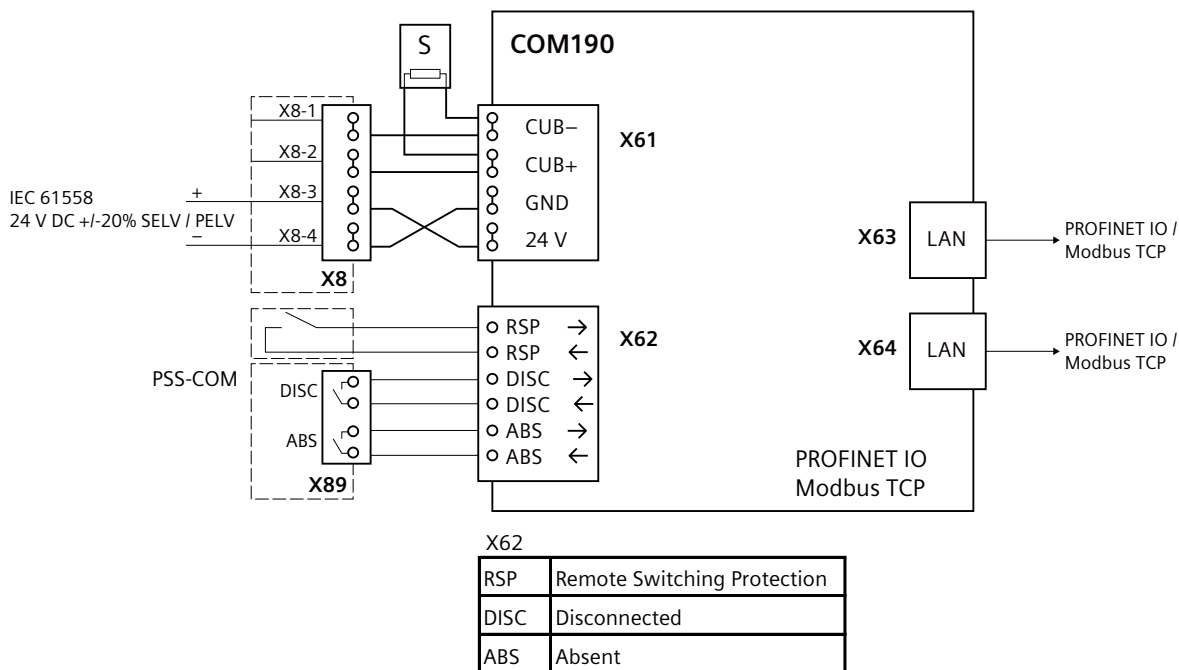 S
COM190
X8-1
X8-2
X8-3
X8-4
X8
IEC 61558
24 V DC +/-20% SELV / PELV
+
−
CUB−
CUB+
GND
24 V
X61
X63
LAN
PROFINET IO /
Modbus TCP
RSP →
RSP ←
DISC →
DISC ←
ABS →
ABS ←
X62
X64
LAN
PROFINET IO /
Modbus TCP
PSS-COM
DISC
ABS
X89
PROFINET IO
Modbus TCP
X62
RSP Remote Switching Protection
DISC Disconnected
ABS Absent